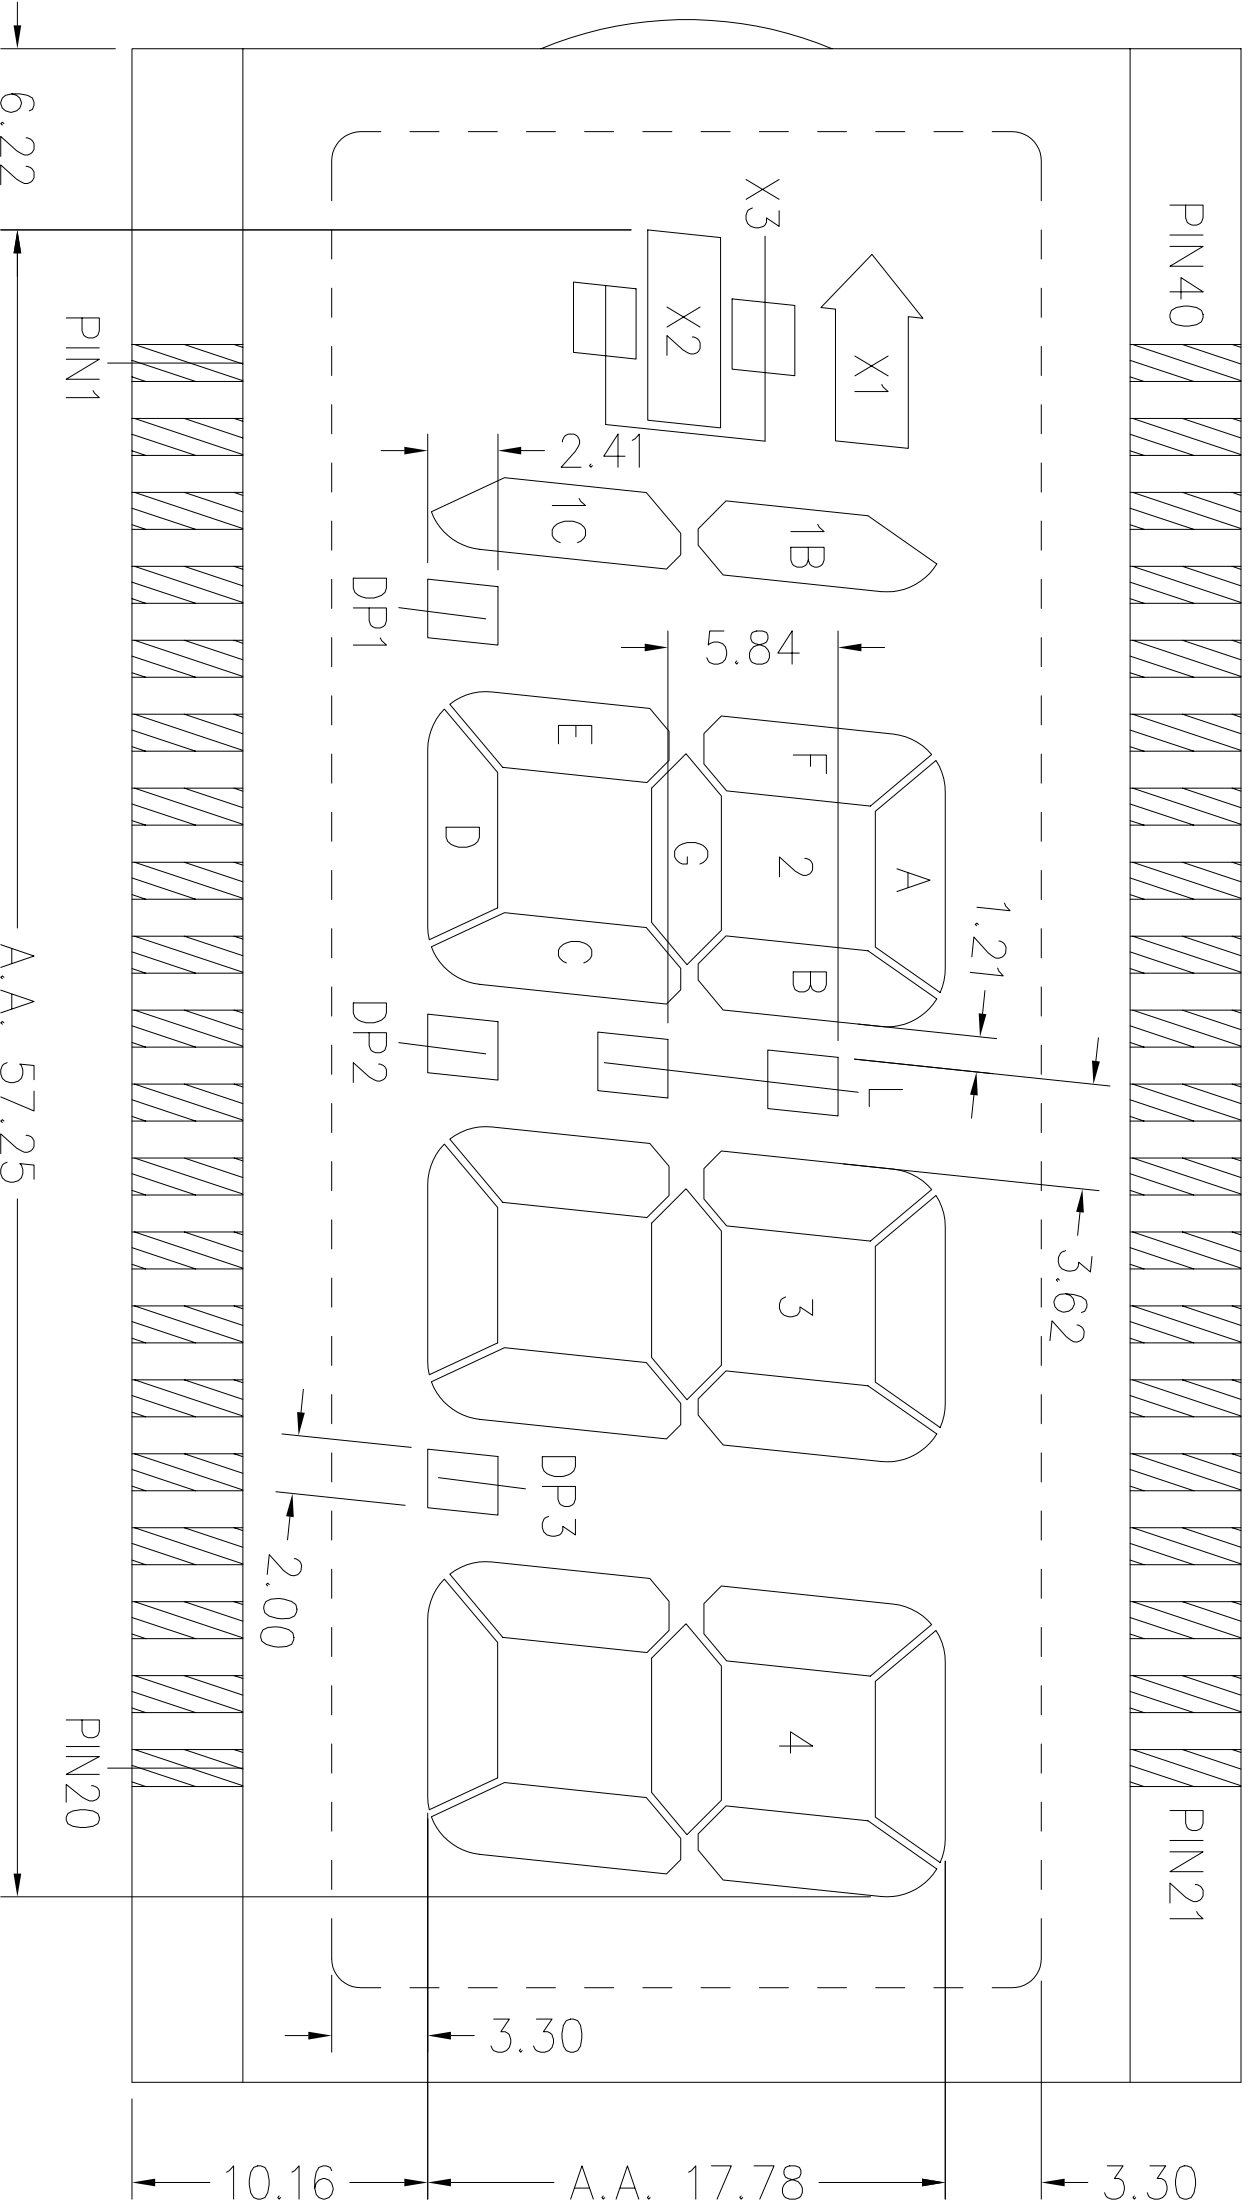 PIN40
PIN21
3.62
1.21
X1
1B
A
F
2
B
L
3
4
X3
5.84
X2
G
2.41
1C
E
C
DP3
D
DP1
DP2
2.00
PIN1
PIN20
6.22
A.A. 57.25
3.30
10.16
A.A. 17.78
3.30